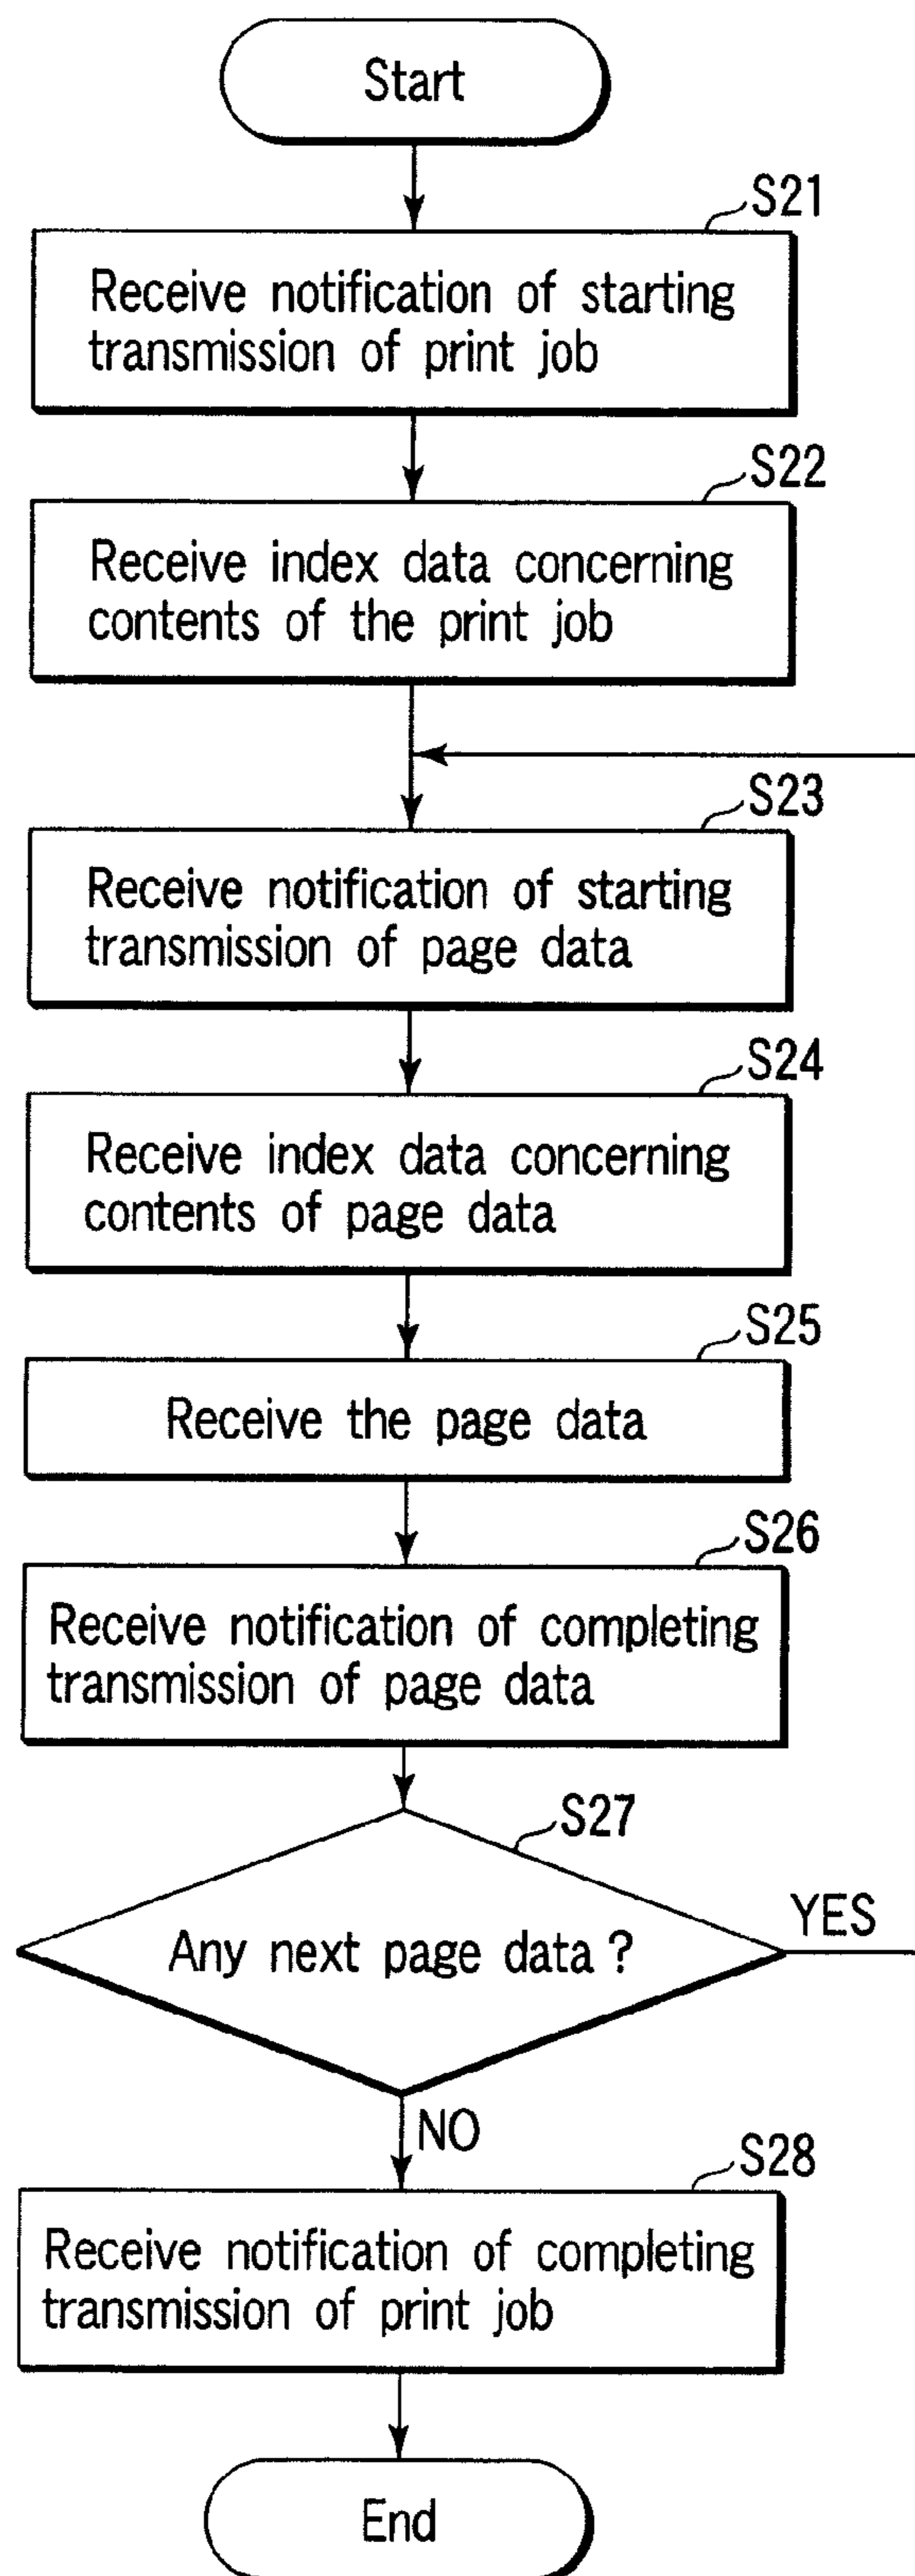 Start
S21
Receive notification of starting
transmission of print job
S22
Receive index data concerning
contents of the print job
S23
Receive notification of starting
transmission of page data
S24
Receive index data concerning
contents of page data
S25
Receive the page data
S26
Receive notification of completing
transmission of page data
S27
Any next page data ?
YES
NO
S28
Receive notification of completing
transmission of print job
End